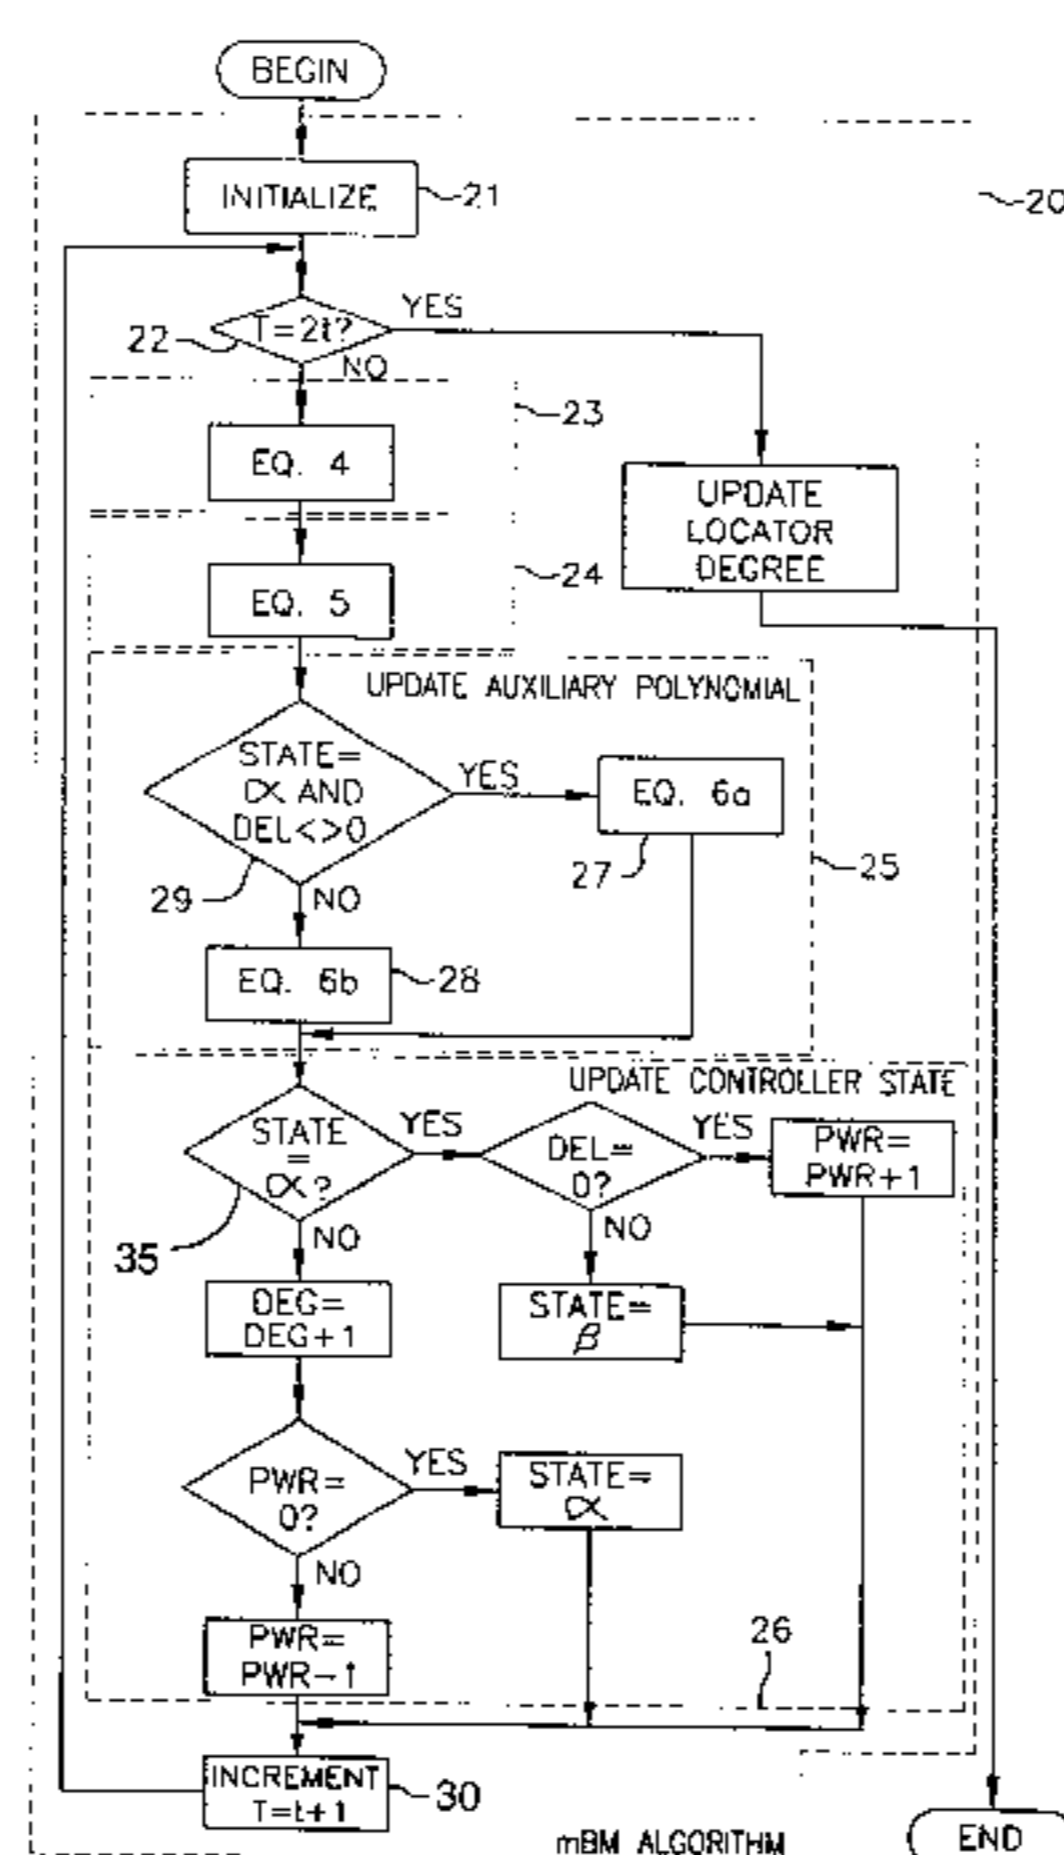 BEGIN
INITIALIZE
21
20
T=2t?
YES
22
NO
23
EQ. 4
UPDATE
LOCATOR
DEGREE
24
EQ. 5
UPDATE AUXILIARY POLYNOMIAL
STATE=
α AND
DEL<>0
YES
EQ. 6a
27
25
29
NO
EQ. 6b
28
UPDATE CONTROLLER STATE
STATE
=
α?
YES
DEL=
0?
YES
PWR=
PWR+1
35
NO
NO
DEG=
DEG+1
STATE=
β
PWR=
0?
YES
STATE=
α
NO
PWR=
PWR-1
26
INCREMENT
T=t+1
30
mBM ALGORITHM
END